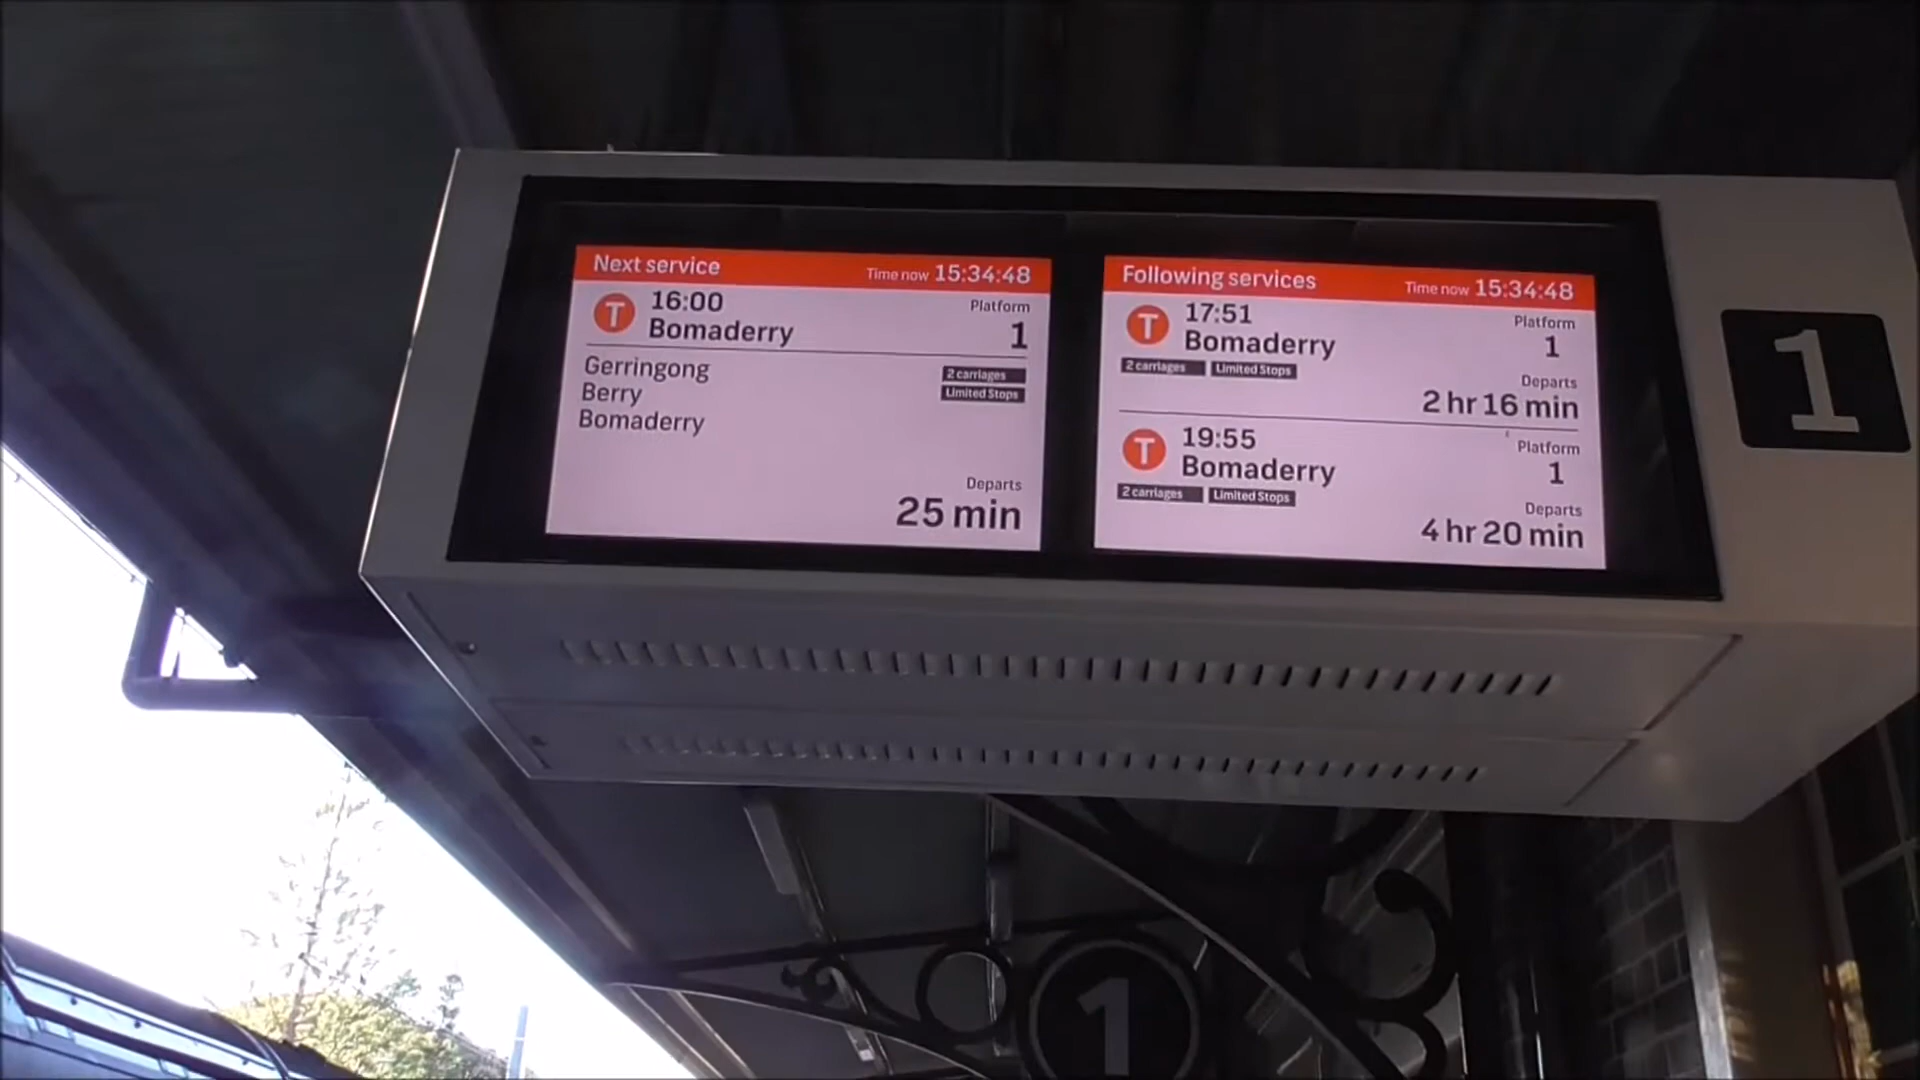 Next service Time now 15:34:48
T 16:00 Platform
Bomaderry 1
Gerringong 2 carriages
Berry Limited Stops
Bomaderry
Departs
25 min
Following services Time now 15:34:48
T 17:51 Platform
Bomaderry 1
2 carriages Limited Stops Departs
2 hr 16 min
T 19:55 Platform
Bomaderry 1
2 carriages Limited Stops Departs
4 hr 20 min
1
1